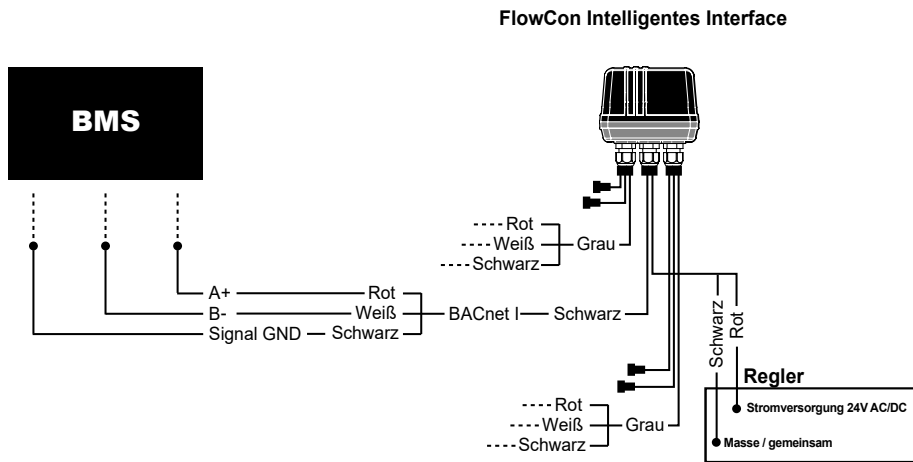 FlowCon Intelligentes Interface
BMS
Rot
Weiß
Grau
Schwarz
A+
Rot
B-
Weiß
BACnet I
Schwarz
Signal GND
Schwarz
Schwarz
Rot
Regler
Stromversorgung 24V AC/DC
Masse / gemeinsam
Rot
Weiß
Grau
Schwarz